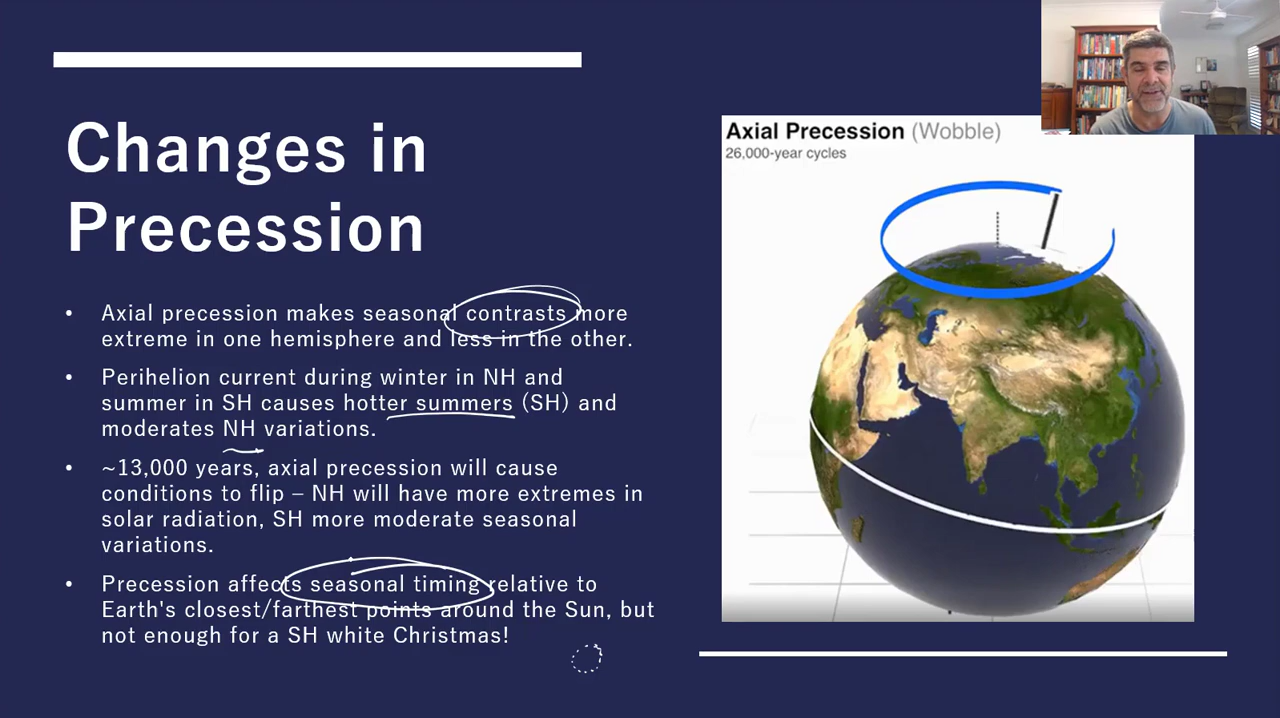 Changes in
Precession
• Axial precession makes seasonal contrasts more
extreme in one hemisphere and less in the other.
• Perihelion current during winter in NH and
summer in SH causes hotter summers (SH) and
moderates NH variations.
• ~13,000 years, axial precession will cause
conditions to flip – NH will have more extremes in
solar radiation, SH more moderate seasonal
variations.
• Precession affects seasonal timing relative to
Earth's closest/farthest points around the Sun, but
not enough for a SH white Christmas!
Axial Precession (Wobble)
26,000-year cycles